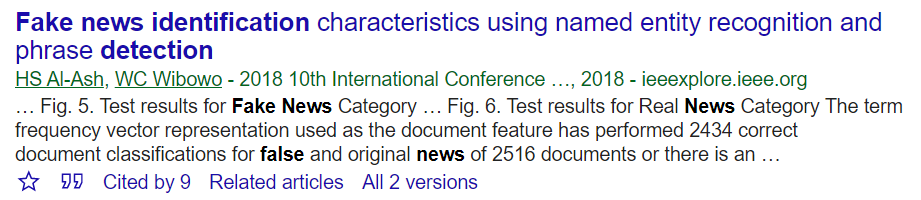 Fake news identification characteristics using named entity recognition and
phrase detection
HS Al-Ash, WC Wibowo - 2018 10th International Conference …, 2018 - ieeexplore.ieee.org
… Fig. 5. Test results for Fake News Category … Fig. 6. Test results for Real News Category The term
frequency vector representation used as the document feature has performed 2434 correct
document classifications for false and original news of 2516 documents or there is an …
Cited by 9 Related articles All 2 versions